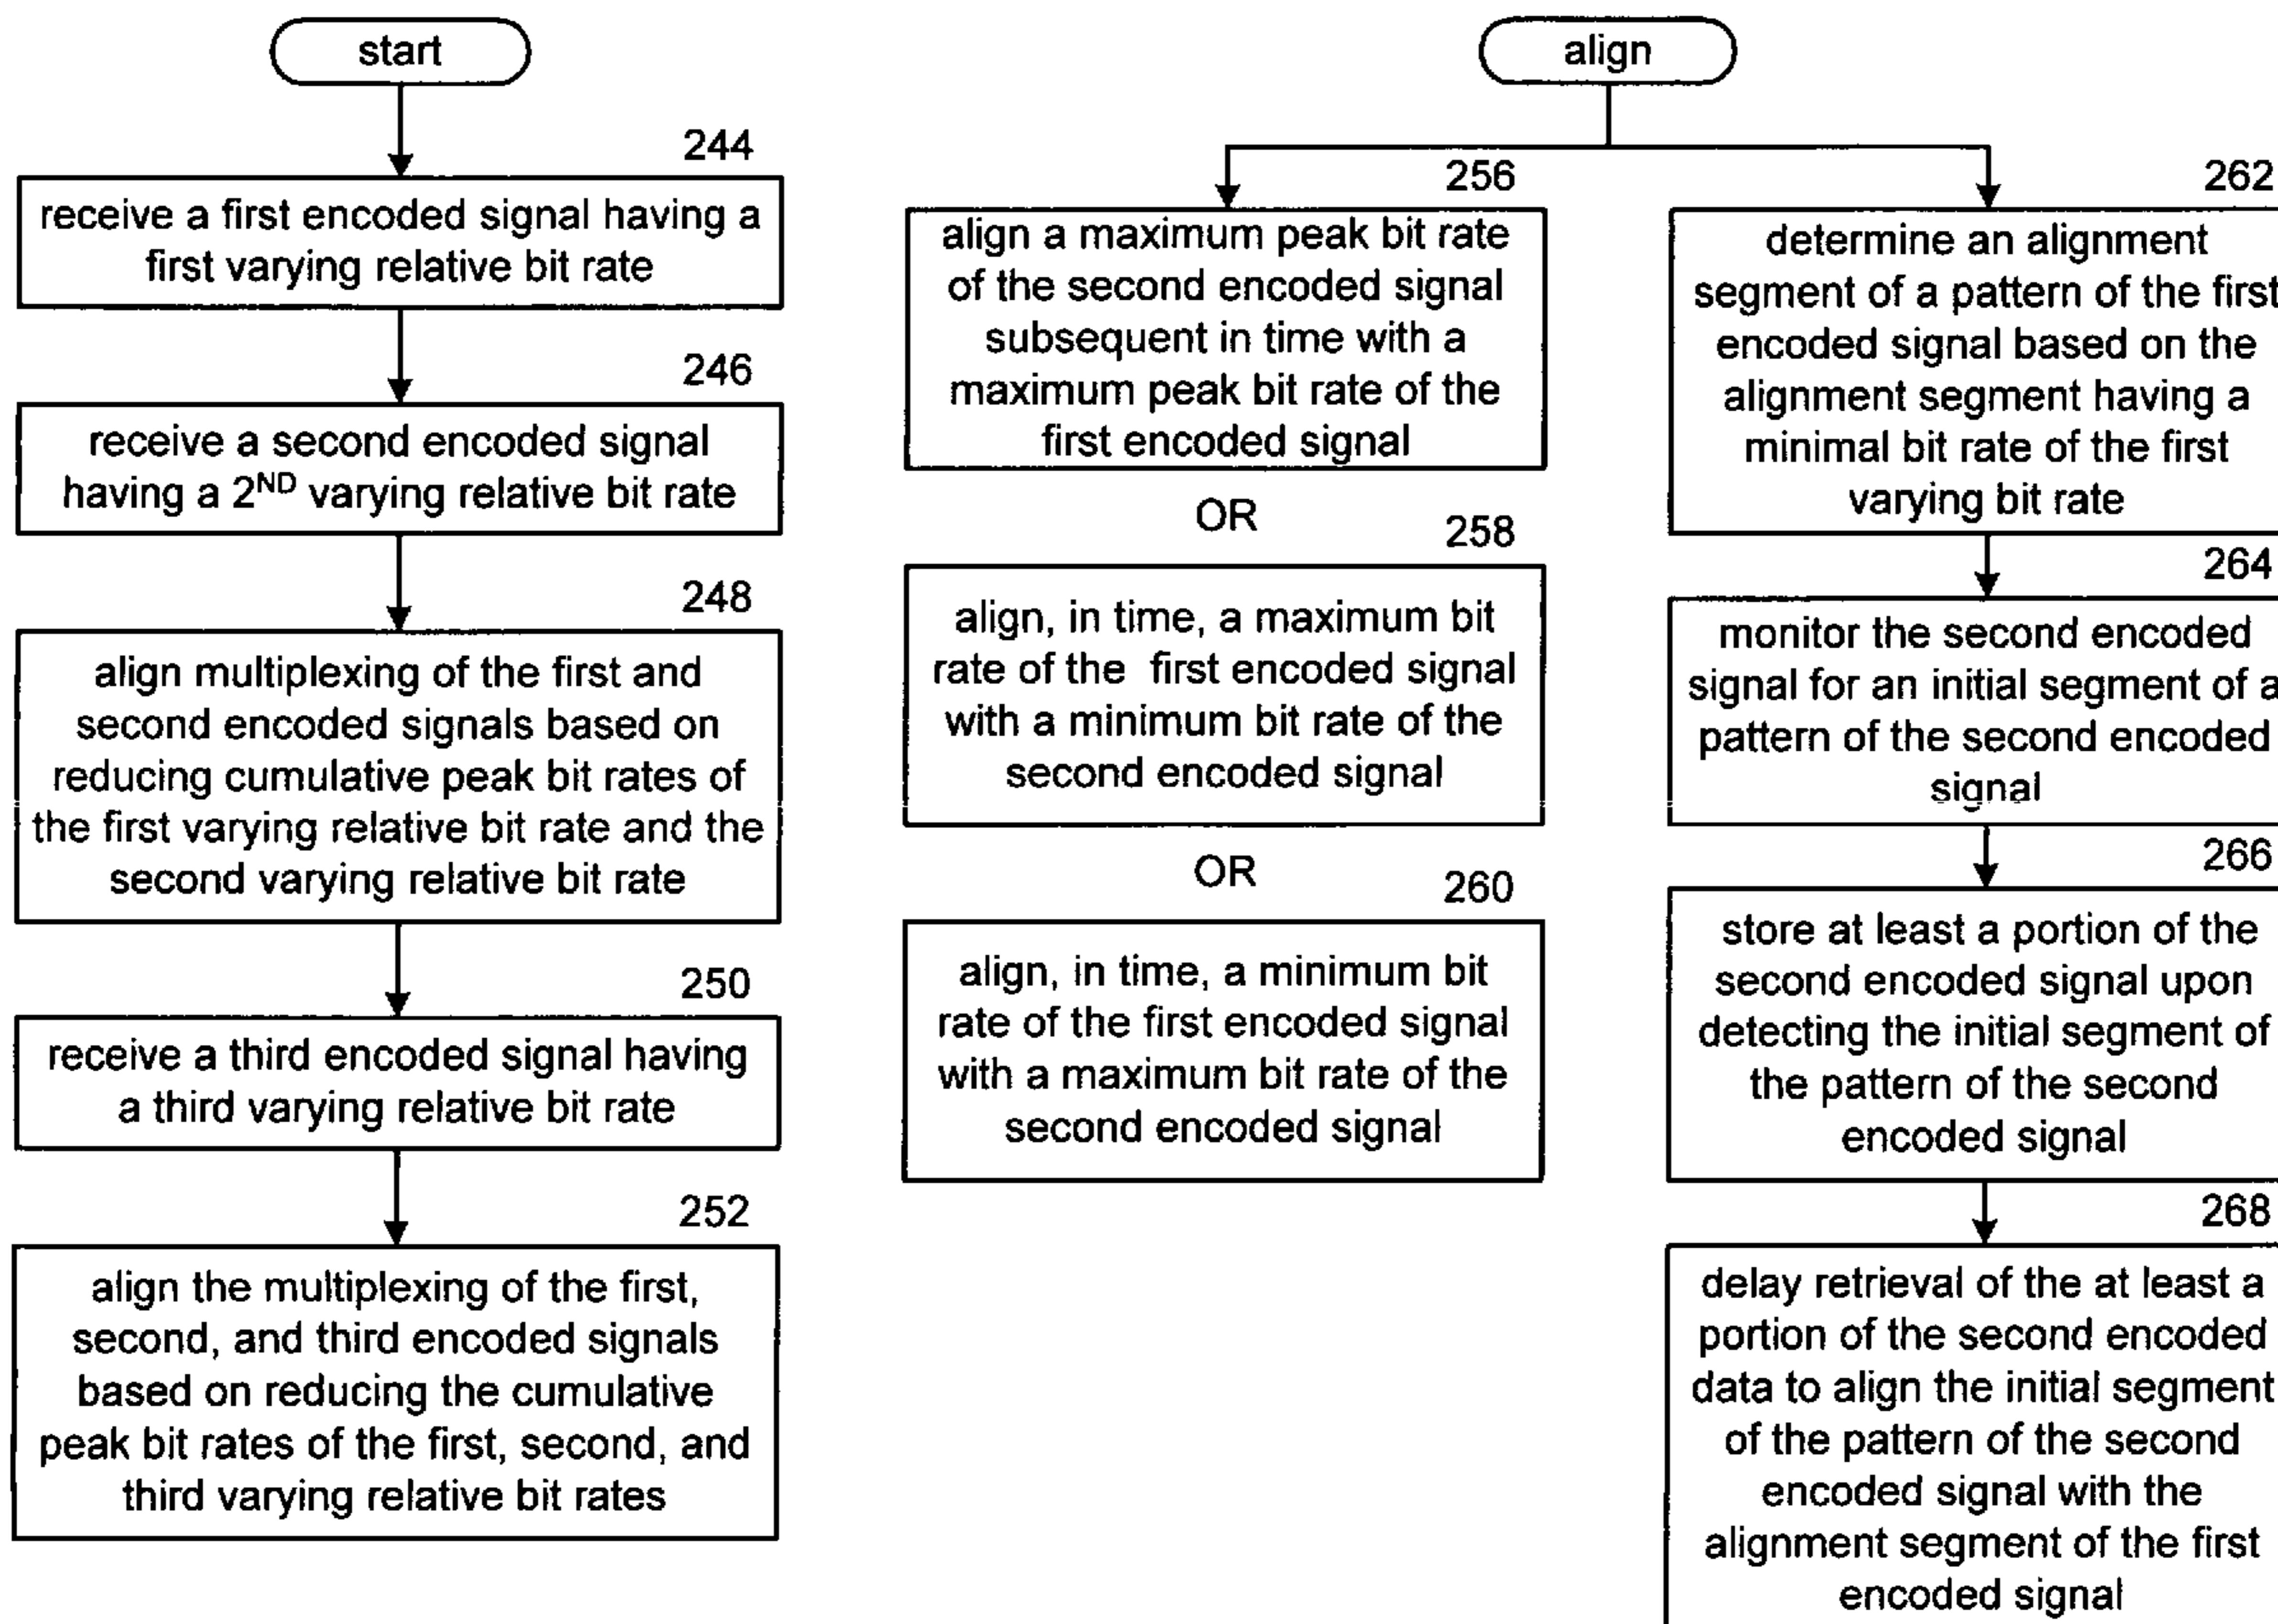 start
244
receive a first encoded signal having a
first varying relative bit rate
246
receive a second encoded signal
having a 2ND varying relative bit rate
248
align multiplexing of the first and
second encoded signals based on
reducing cumulative peak bit rates of
the first varying relative bit rate and the
second varying relative bit rate
250
receive a third encoded signal having
a third varying relative bit rate
252
align the multiplexing of the first,
second, and third encoded signals
based on reducing the cumulative
peak bit rates of the first, second, and
third varying relative bit rates
align
256
align a maximum peak bit rate
of the second encoded signal
subsequent in time with a
maximum peak bit rate of the
first encoded signal
OR
258
align, in time, a maximum bit
rate of the first encoded signal
with a minimum bit rate of the
second encoded signal
OR
260
align, in time, a minimum bit
rate of the first encoded signal
with a maximum bit rate of the
second encoded signal
262
determine an alignment
segment of a pattern of the first
encoded signal based on the
alignment segment having a
minimal bit rate of the first
varying bit rate
264
monitor the second encoded
signal for an initial segment of a
pattern of the second encoded
signal
266
store at least a portion of the
second encoded signal upon
detecting the initial segment of
the pattern of the second
encoded signal
268
delay retrieval of the at least a
portion of the second encoded
data to align the initial segment
of the pattern of the second
encoded signal with the
alignment segment of the first
encoded signal